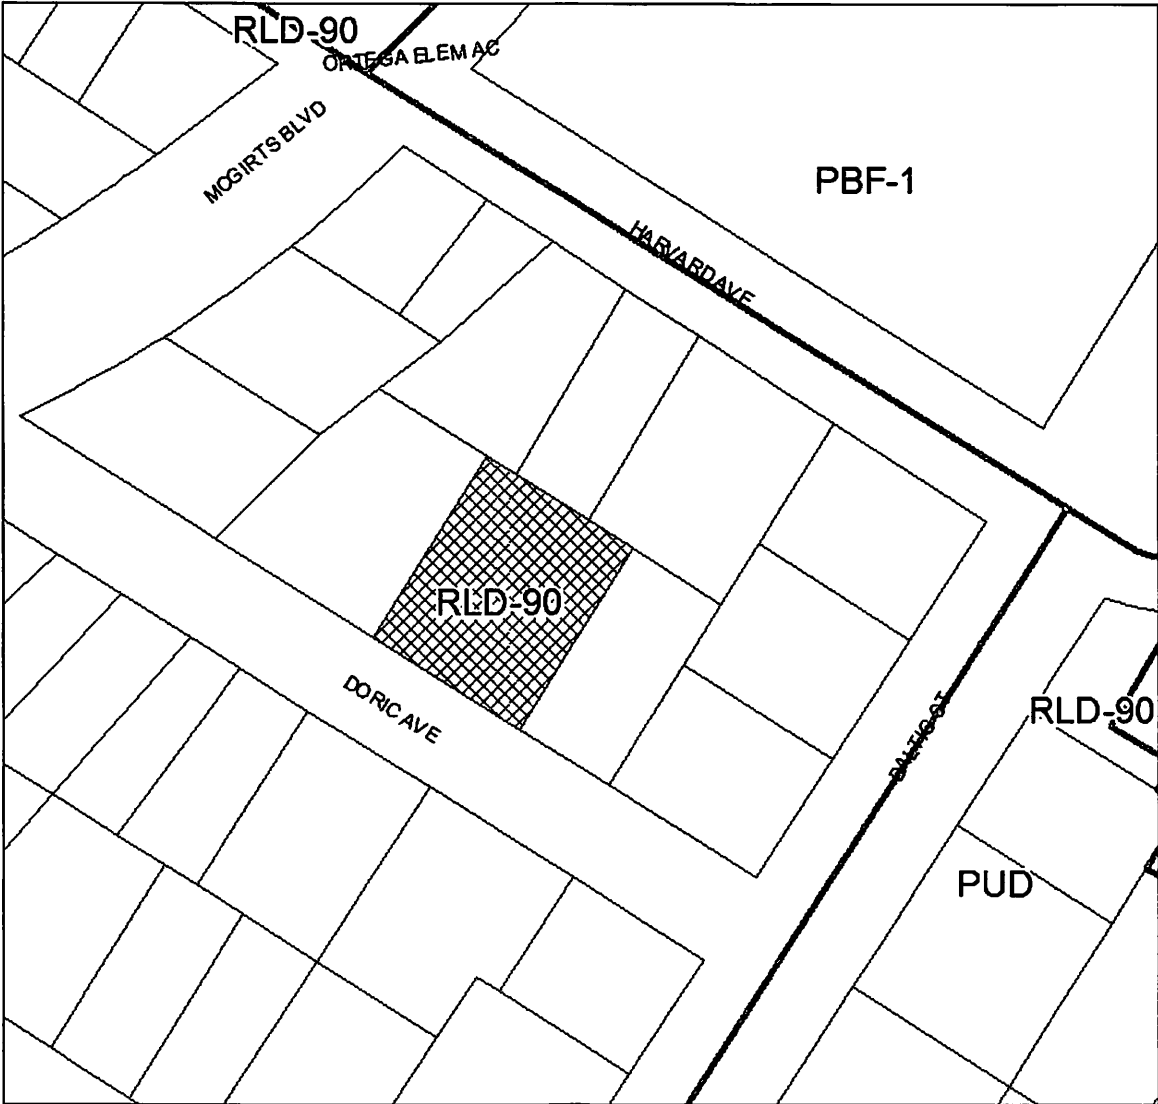 RLD-90
ORTEGA ELEM AC
MCGIRTS BLVD
PBF-1
HARVARD AVE
RLD-90
DORIC AVE
RLD-90
BALTIC ST
PUD